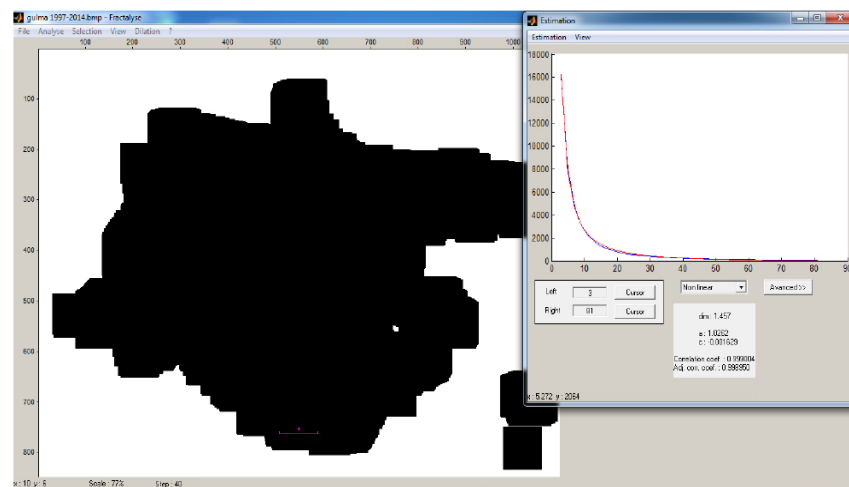 gulma 1997-2014.bmp - Fractalyse
File Analyse Selection View Dilation ?
100 200 300 400 500 600 700 800 900 10
100
200
300
400
500
600
700
800
x : 10 y : 6 Scale : 77% Step : 40
Estimation
Estimation View
18000
16000
14000
12000
10000
8000
6000
4000
2000
0
0 10 20 30 40 50 60 70 80 90
Left 3 Cursor
Right 81 Cursor
Non linear Avanced >>
dim : 1.457
a : 1.0262
c : -0.001629
Correlation coef. : 0.999004
Adj. corr. coef. : 0.998950
x : 5.272 y : 2064